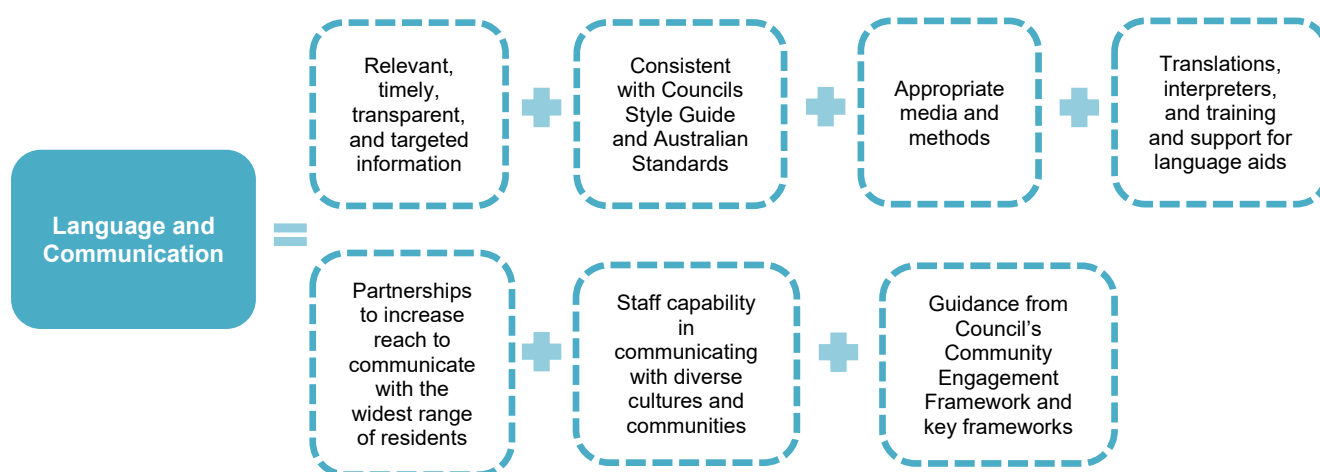 Language and
Communication
=
Relevant,
timely,
transparent,
and targeted
information
Consistent
with Councils
Style Guide
and Australian
Standards
Appropriate
media and
methods
Translations,
interpreters,
and training
and support for
language aids
Partnerships
to increase
reach to
communicate
with the
widest range
of residents
Staff capability
in
communicating
with diverse
cultures and
communities
Guidance from
Council’s
Community
Engagement
Framework and
key frameworks